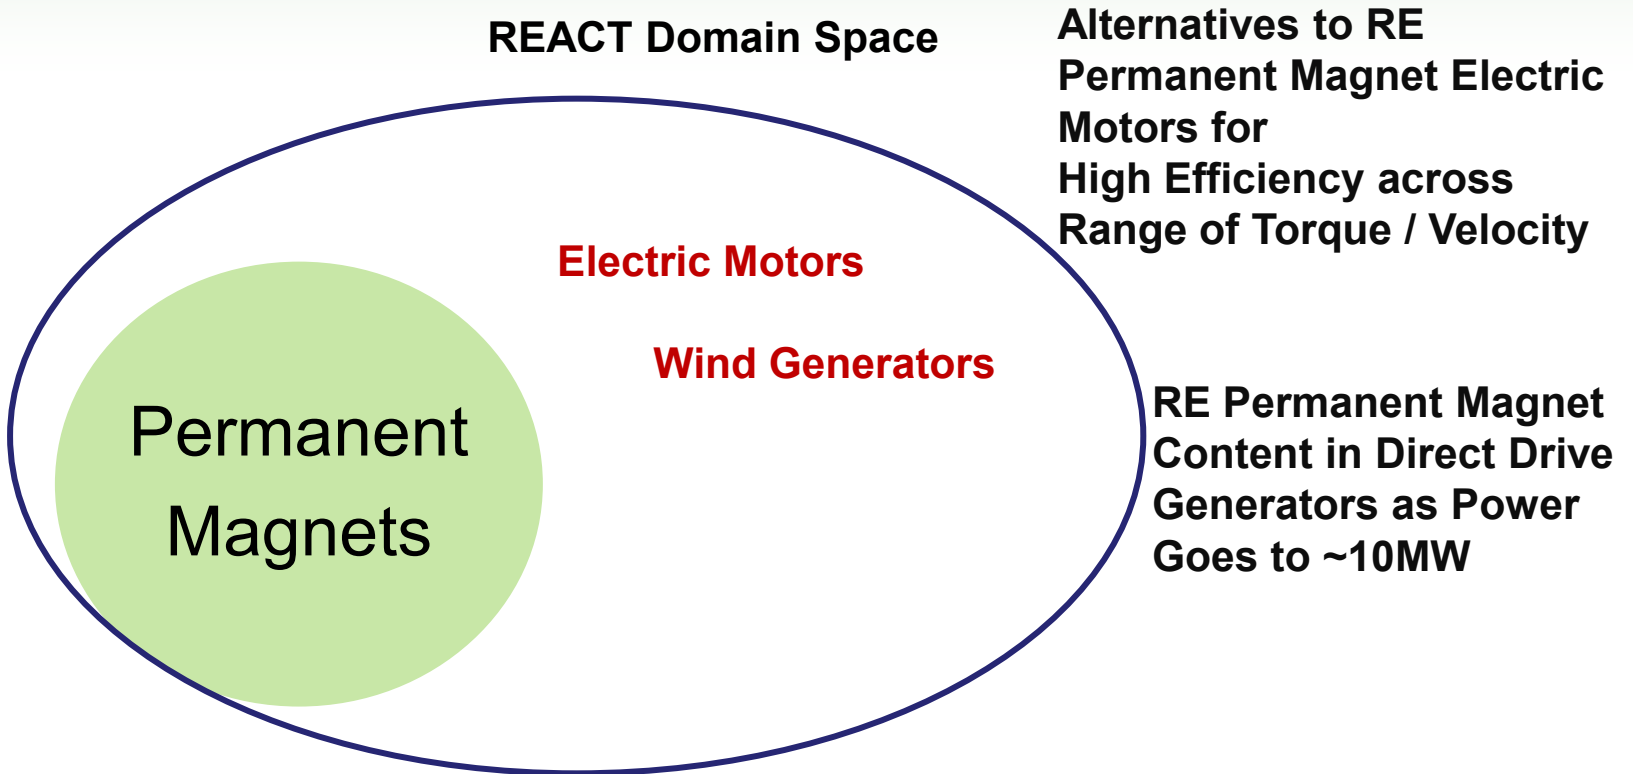 REACT Domain Space
Alternatives to RE
Permanent Magnet Electric
Motors for
High Efficiency across
Range of Torque / Velocity
Electric Motors
Wind Generators
Permanent
Magnets
RE Permanent Magnet
Content in Direct Drive
Generators as Power
Goes to ~10MW